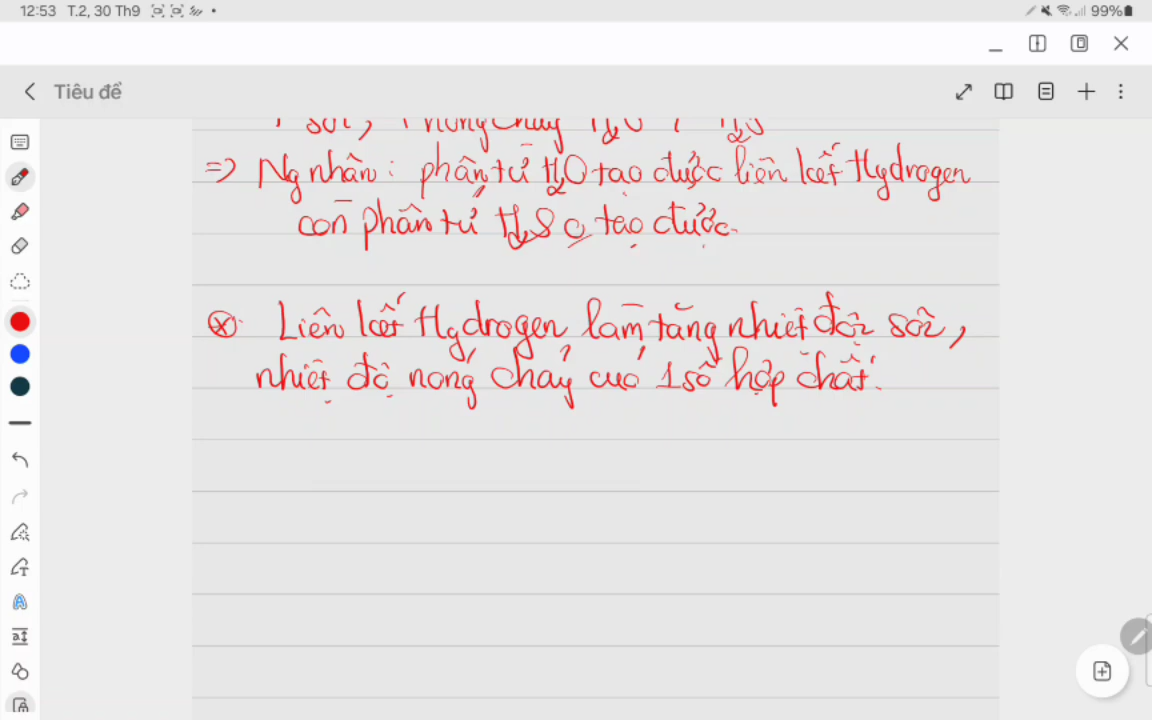 12:53 T.2, 30 Th9
99%
Tiêu đề
=> Ng nhân: phân tử H₂O tạo được liên kết Hydrogen
còn phân tử H₂S 0 tạo được.
⊗ Liên kết Hydrogen làm tăng nhiệt độ sôi,
nhiệt độ nóng chảy của 1 số hợp chất.